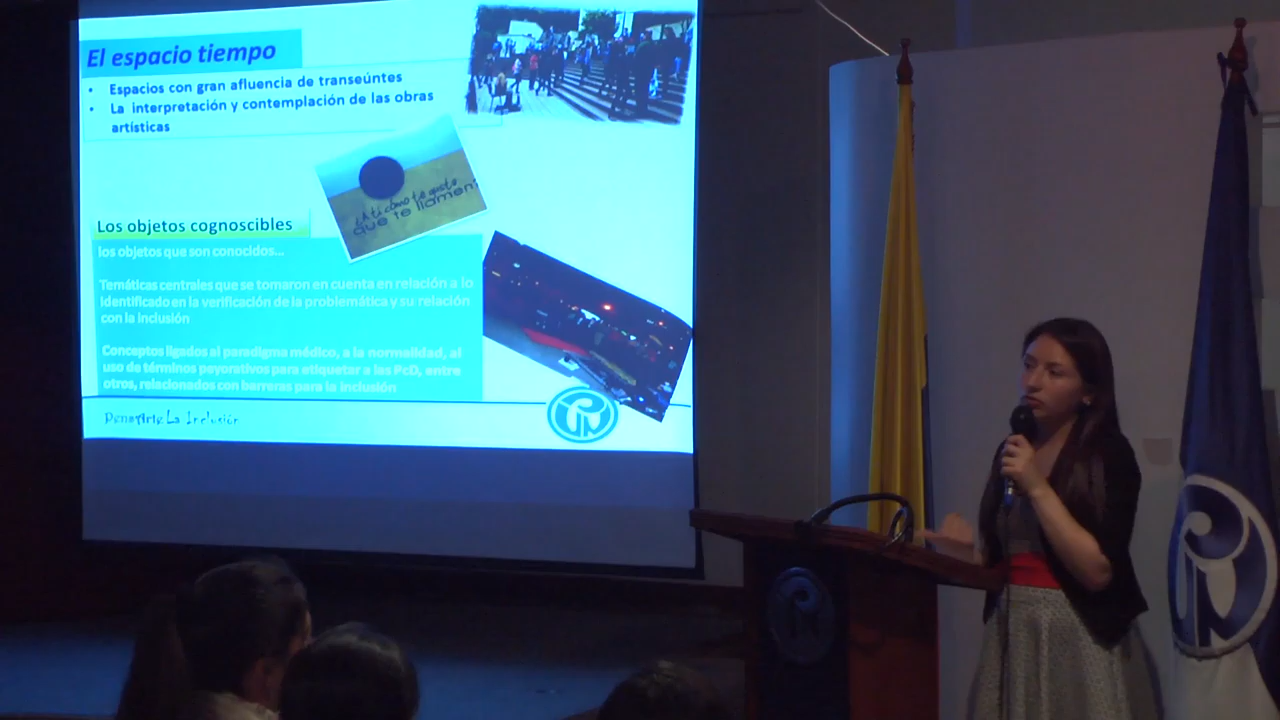 El espacio tiempo
• Espacios con gran afluencia de transeúntes
• La interpretación y contemplación de las obras
artísticas
¿A ti cómo te gusta
que te llamen?
Los objetos cognoscibles
los objetos que son conocidos...
Temáticas centrales que se tomaron en cuenta en relación a lo
identificado en la verificación de la problemática y su relación
con la inclusión
Conceptos ligados al paradigma médico, a la normalidad, al
uso de términos peyorativos para etiquetar a las PcD, entre
otros, relacionados con barreras para la inclusión
PensArte La Inclusión